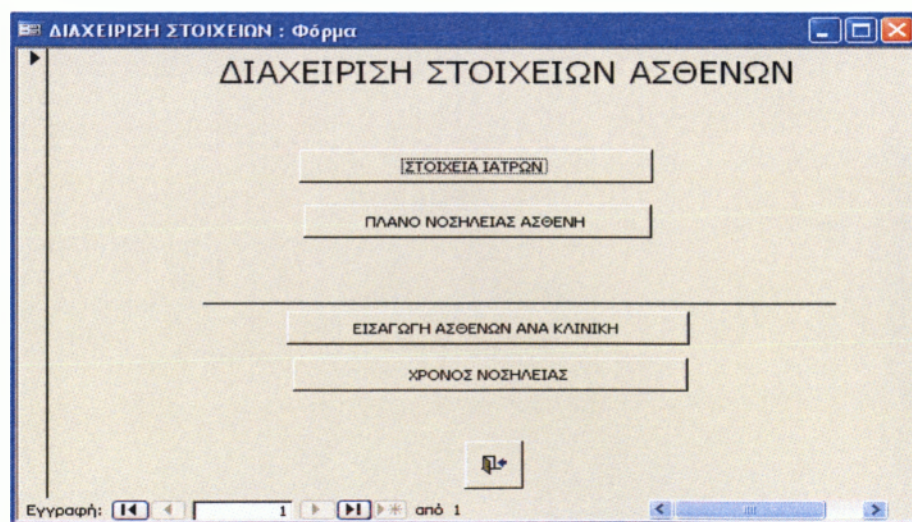 ΔΙΑΧΕΙΡΙΣΗ ΣΤΟΙΧΕΙΩΝ : Φόρμα
ΔΙΑΧΕΙΡΙΣΗ ΣΤΟΙΧΕΙΩΝ ΑΣΘΕΝΩΝ
ΣΤΟΙΧΕΙΑ ΙΑΤΡΩΝ
ΠΛΑΝΟ ΝΟΣΗΛΕΙΑΣ ΑΣΘΕΝΗ
ΕΙΣΑΓΩΓΗ ΑΣΘΕΝΩΝ ΑΝΑ ΚΛΙΝΙΚΗ
ΧΡΟΝΟΣ ΝΟΣΗΛΕΙΑΣ
Εγγραφή: 1 από 1